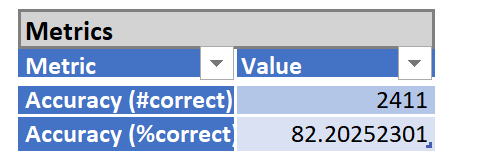 Metrics
Metric Value
Accuracy (#correct) 2411
Accuracy (%correct 82.20252301